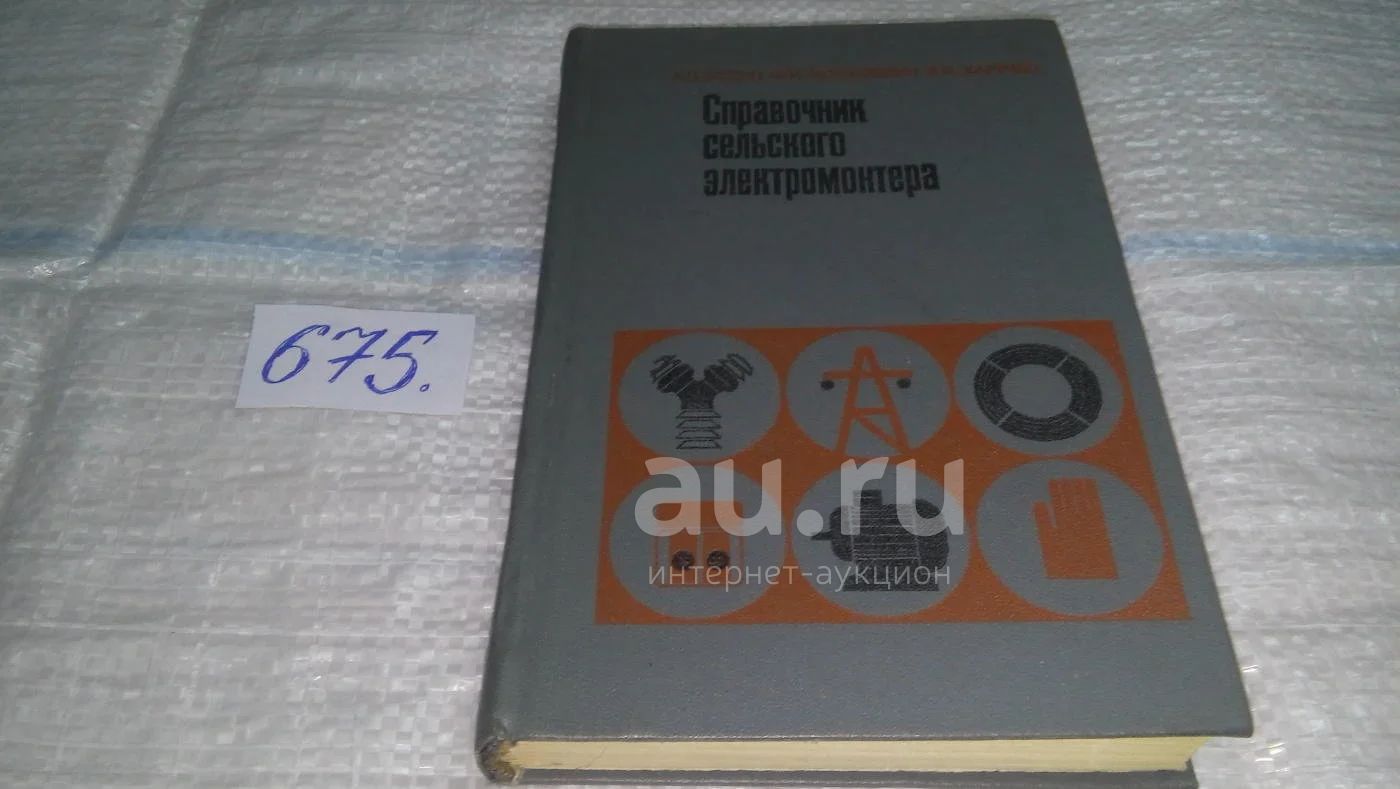 Справочник
сельского
электромонтера
675.
au.ru
интернет-аукцион